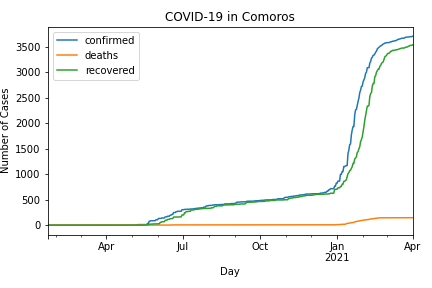 COVID-19 in Comoros
confirmed
deaths
recovered
Number of Cases
3500
3000
2500
2000
1500
1000
500
0
Apr
Jul
Oct
Jan
2021
Apr
Day